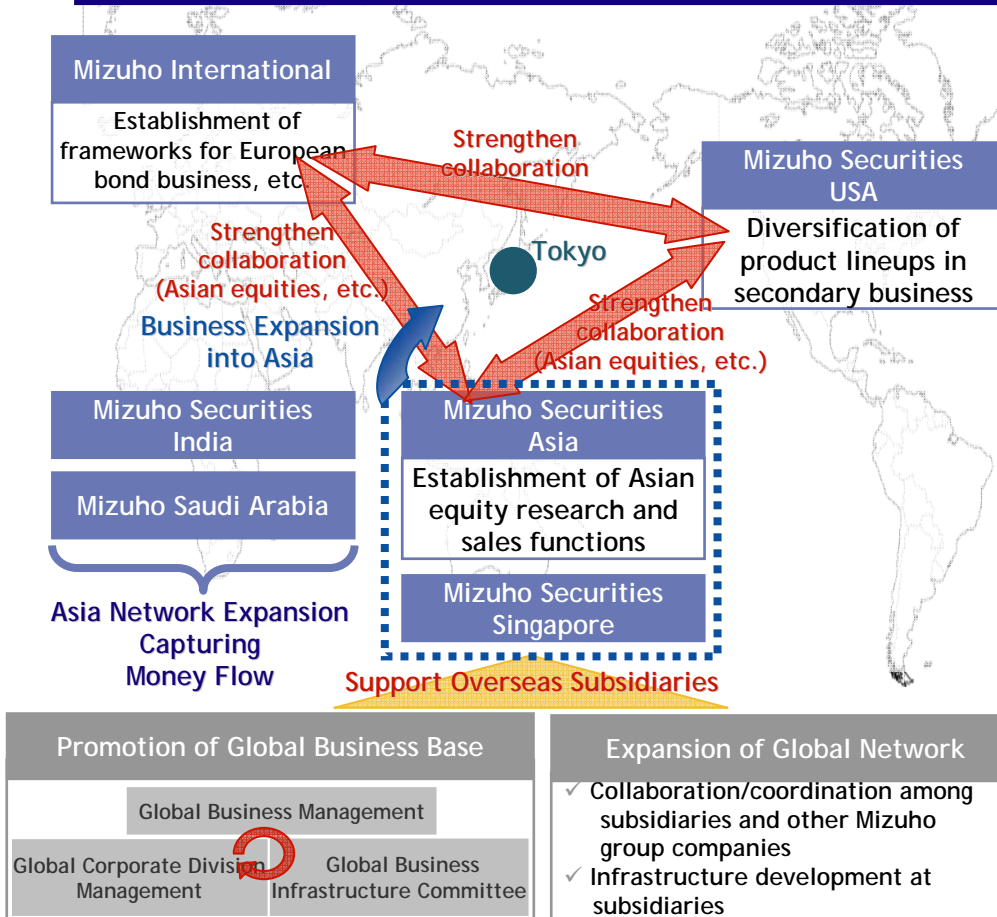 Mizuho International
Establishment of
frameworks for European
bond business, etc.
Strengthen
collaboration
Mizuho Securities
USA
Diversification of
product lineups in
secondary business
Strengthen
collaboration
(Asian equities, etc.)
Tokyo
Strengthen
collaboration
(Asian equities, etc.)
Business Expansion
into Asia
Mizuho Securities
India
Mizuho Saudi Arabia
Asia Network Expansion
Capturing
Money Flow
Mizuho Securities
Asia
Establishment of Asian
equity research and
sales functions
Mizuho Securities
Singapore
Support Overseas Subsidiaries
Promotion of Global Business Base
Global Business Management
Global Corporate Division
Management
Global Business
Infrastructure Committee
Expansion of Global Network
✓ Collaboration/coordination among
subsidiaries and other Mizuho
group companies
✓ Infrastructure development at
subsidiaries